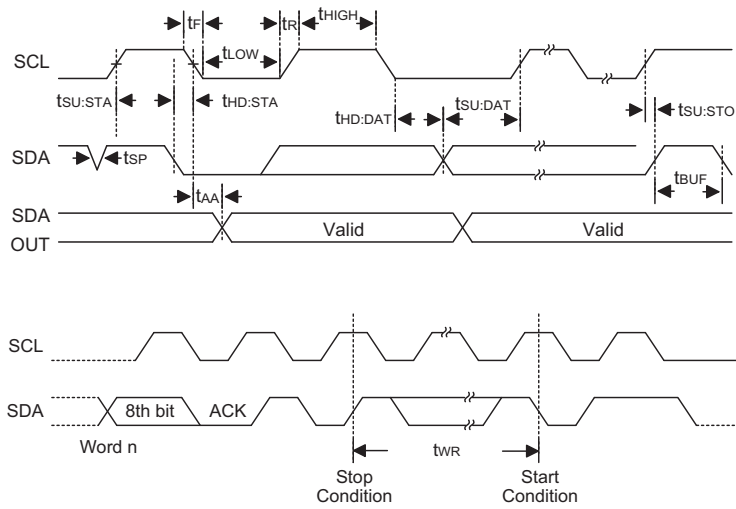 tF
tR
tHIGH
SCL
tLOW
tSU:STA
tHD:STA
tHD:DAT
tSU:DAT
tSU:STO
SDA
tSP
tBUF
tAA
SDA
OUT
Valid
Valid
SCL
SDA
8th bit
ACK
Word n
tWR
Stop
Condition
Start
Condition